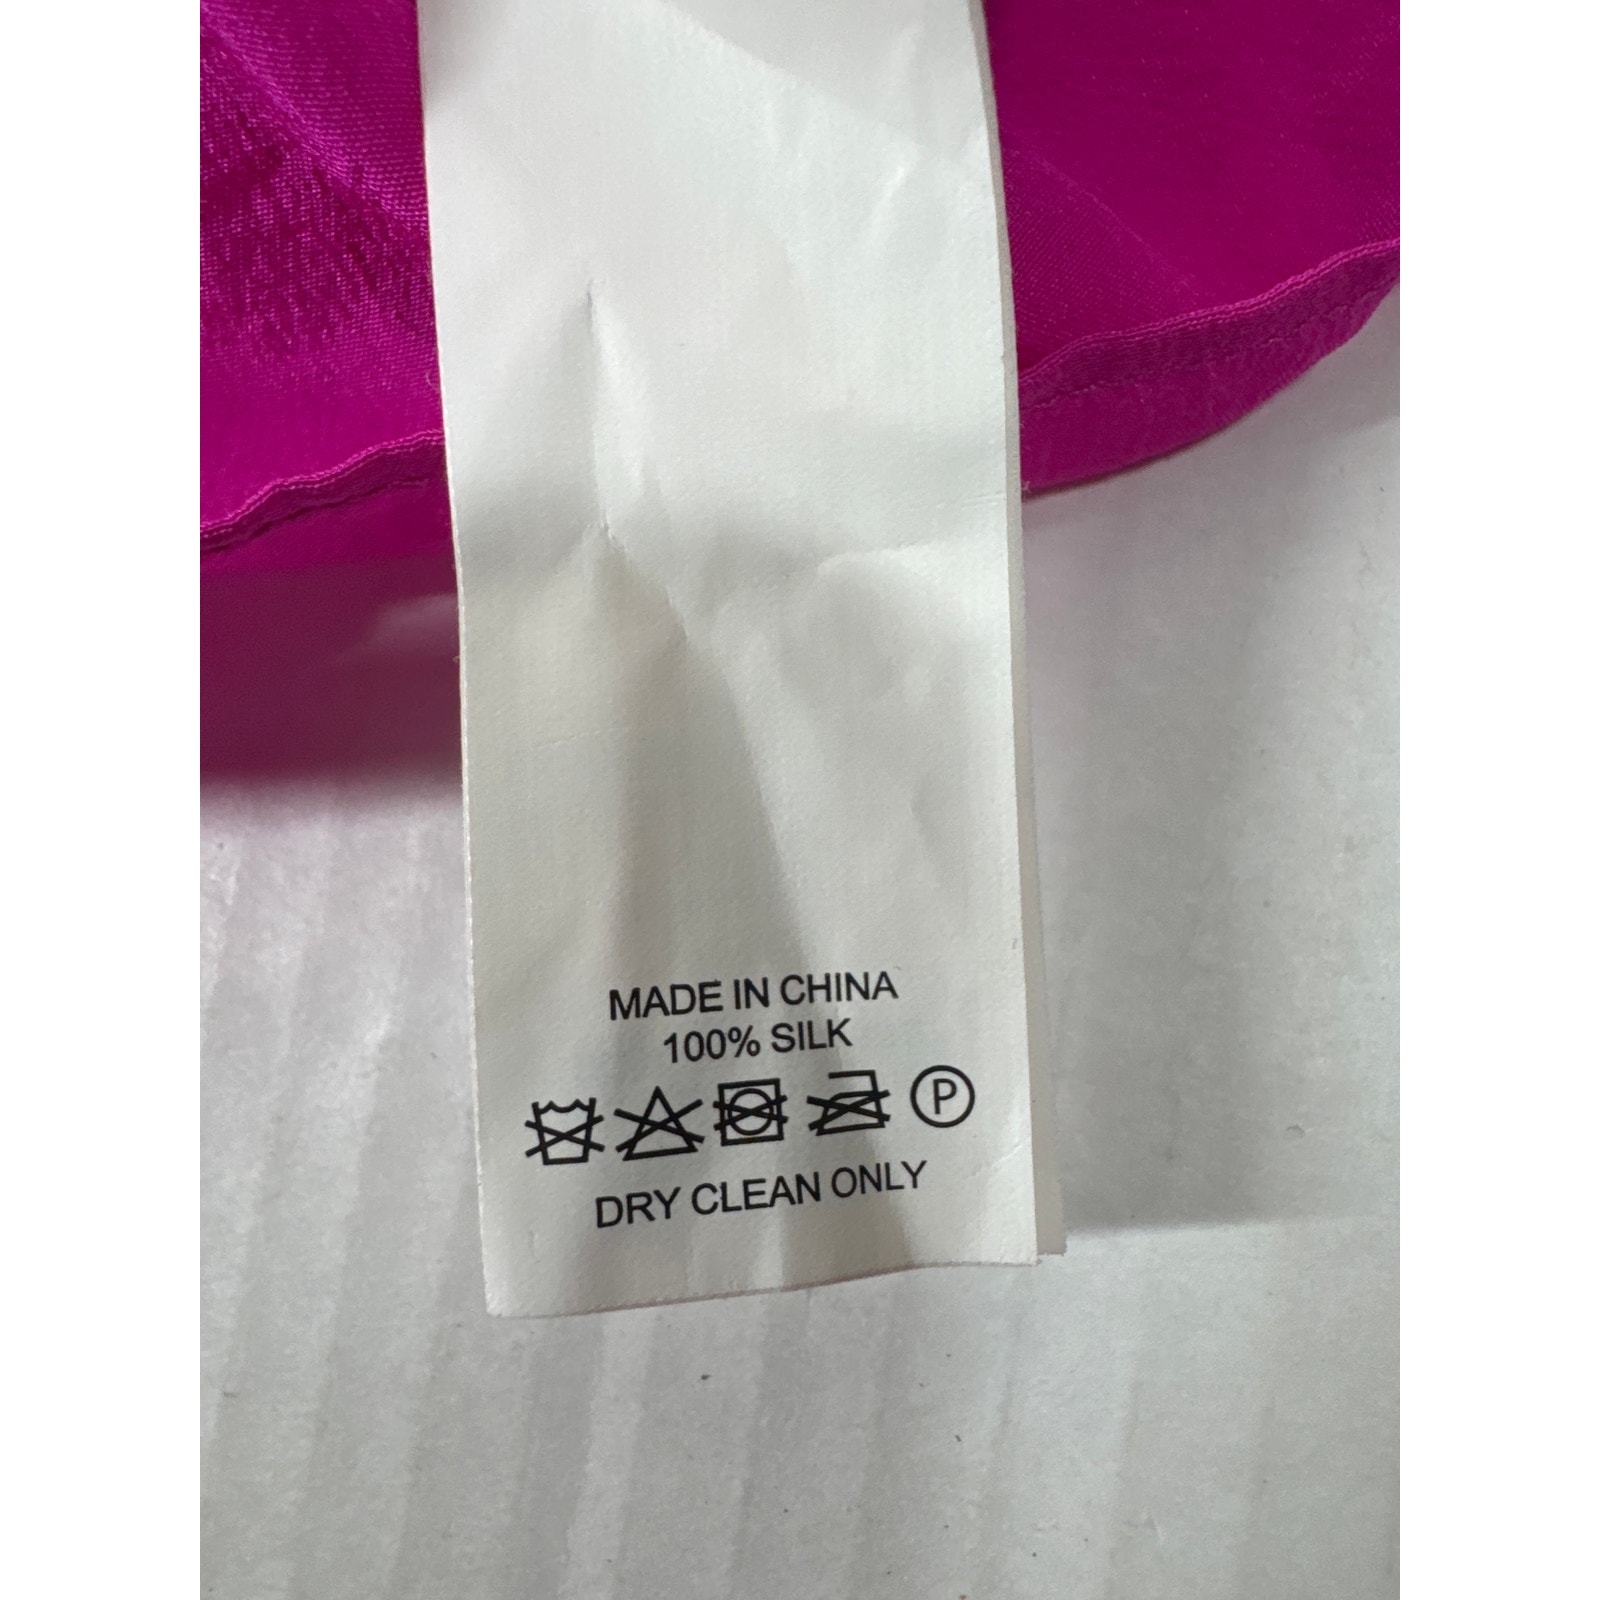 MADE IN CHINA
100% SILK
P
DRY CLEAN ONLY